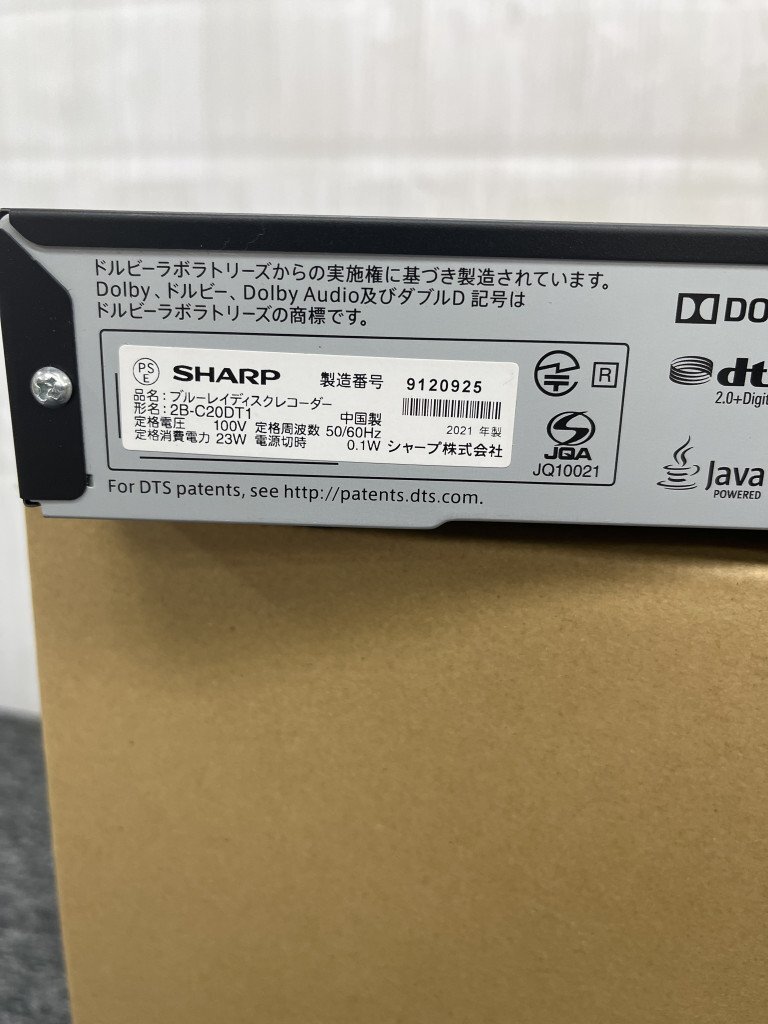 ドルビーラボラトリーズからの実施権に基づき製造されています。
Dolby、ドルビー、Dolby Audio及びダブルD 記号は
ドルビーラボラトリーズの商標です。
DO
PS
E
SHARP 製造番号 9120925
品名：ブルーレイディスクレコーダー
形名：2B-C20DT1 中国製
定格電圧 100V 定格周波数 50/60Hz 2021 年製
定格消費電力 23W 電源切時 0.1W シャープ株式会社
R
JQA
JQ10021
dts
2.0+Digit
Java
POWERED
For DTS patents, see http://patents.dts.com.